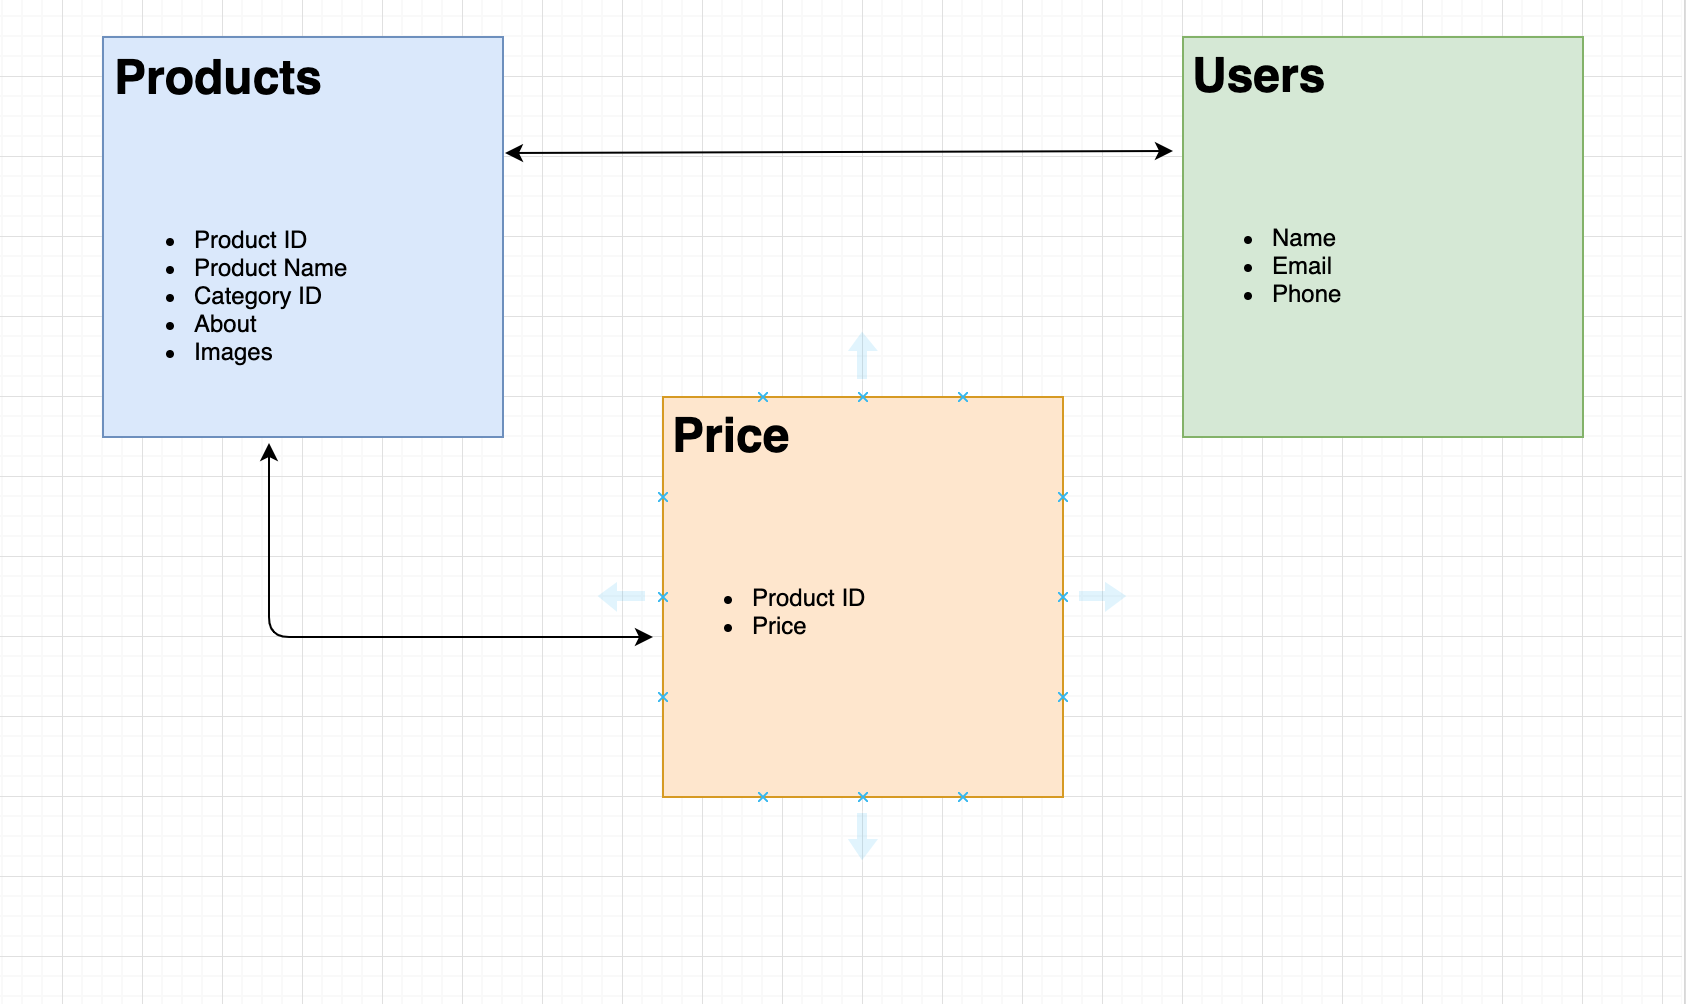 Products
Product ID
Product Name
Category ID
About
Images
Users
Name
Email
Phone
Price
Product ID
Price